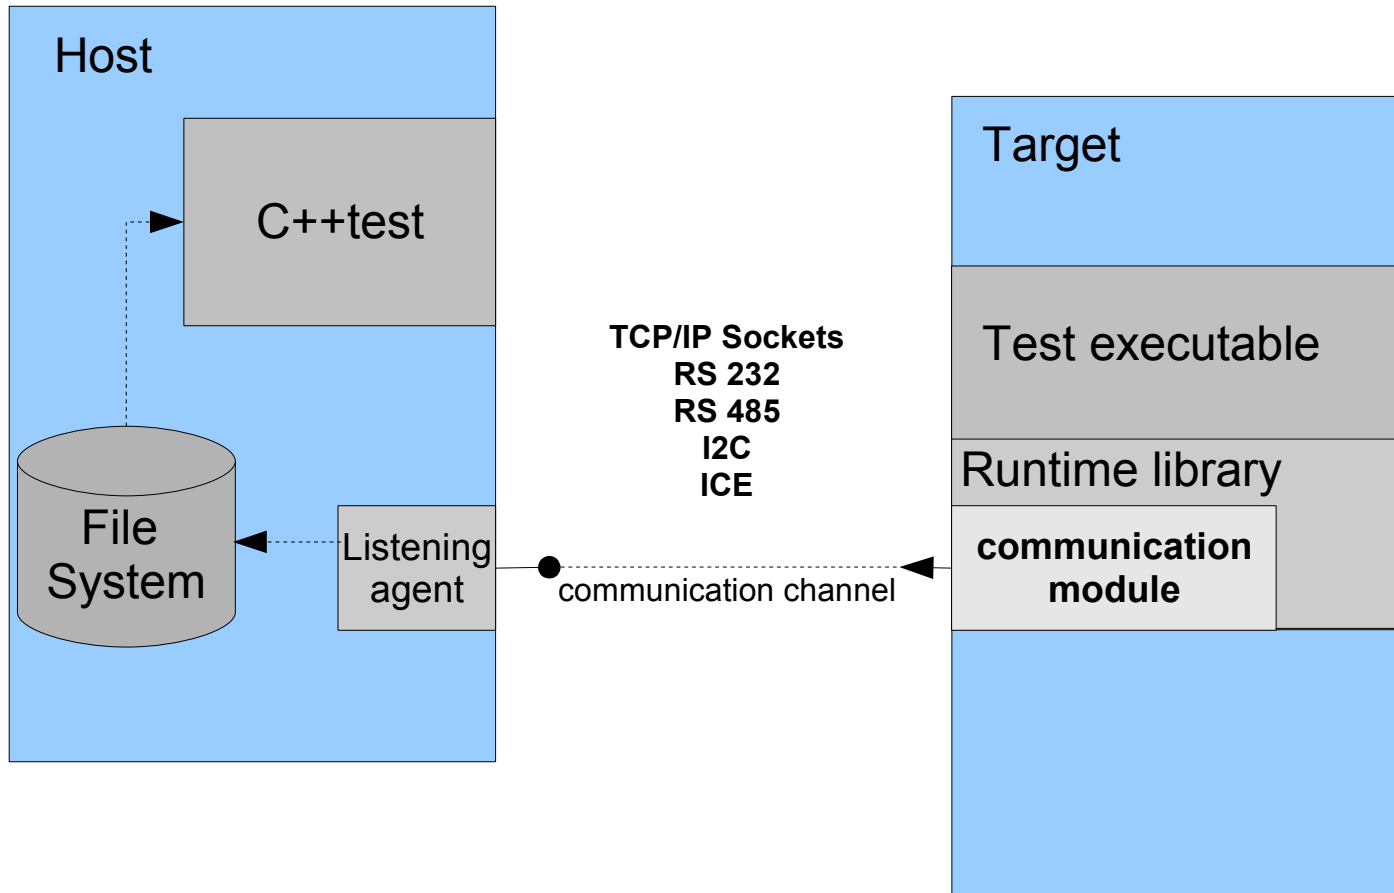 Host
C++test
File
System
Listening
agent
TCP/IP Sockets
RS 232
RS 485
I2C
ICE
communication channel
Target
Test executable
Runtime library
communication
module